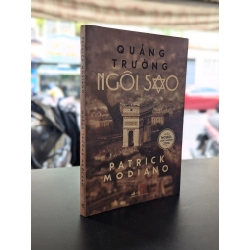 QUẢNG
TRƯỜNG
NGÔI SAO
PATRICK
MODIANO